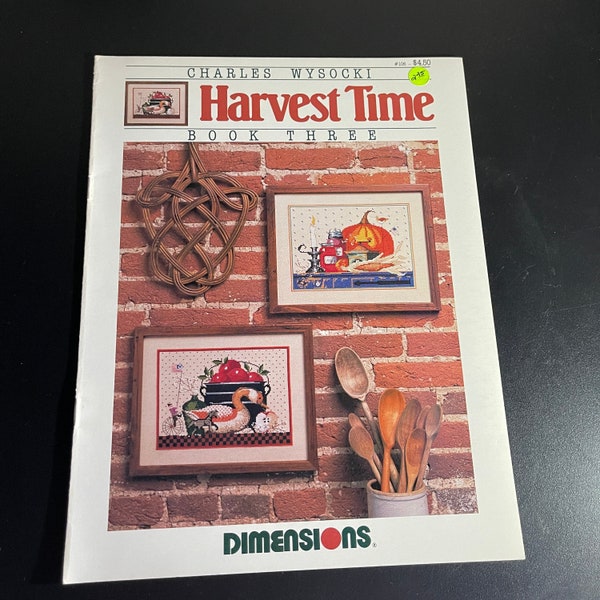 #106 - $4.50
CHARLES WYSOCKI
Harvest Time
BOOK THREE
DIMENSIONS®